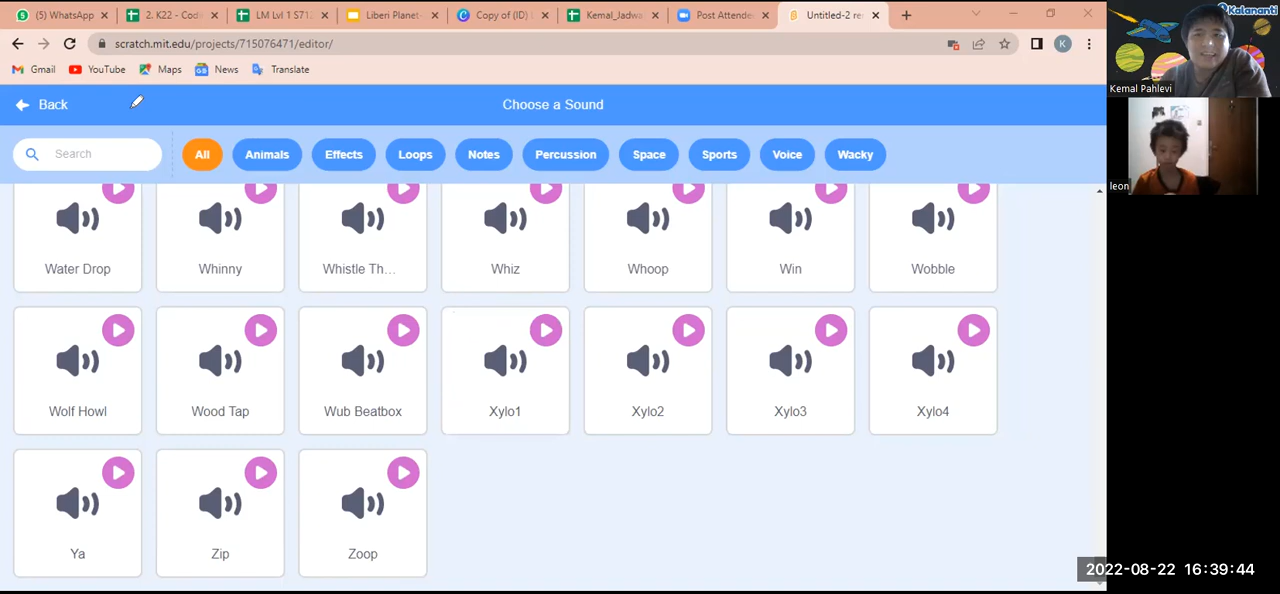 (5) WhatsApp
2. K22 - Codi
LM Lvl 1 S712
Liberi Planet-
Copy of (ID) L
Kemal_Jadwa
Post Attende
Untitled-2 re
scratch.mit.edu/projects/715076471/editor/
K
Gmail
YouTube
Maps
News
Translate
Back
Choose a Sound
Search
All
Animals
Effects
Loops
Notes
Percussion
Space
Sports
Voice
Wacky
Water Drop
Whinny
Whistle Th...
Whiz
Whoop
Win
Wobble
Wolf Howl
Wood Tap
Wub Beatbox
Xylo1
Xylo2
Xylo3
Xylo4
Ya
Zip
Zoop
Kalananti
Kemal Pahlevi
leon
2022-08-22 16:39:44